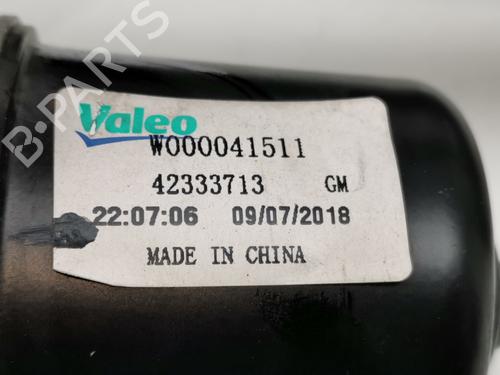 B-PARTS
Valeo
W000041511
42333713 GM
22:07:06 09/07/2018
MADE IN CHINA